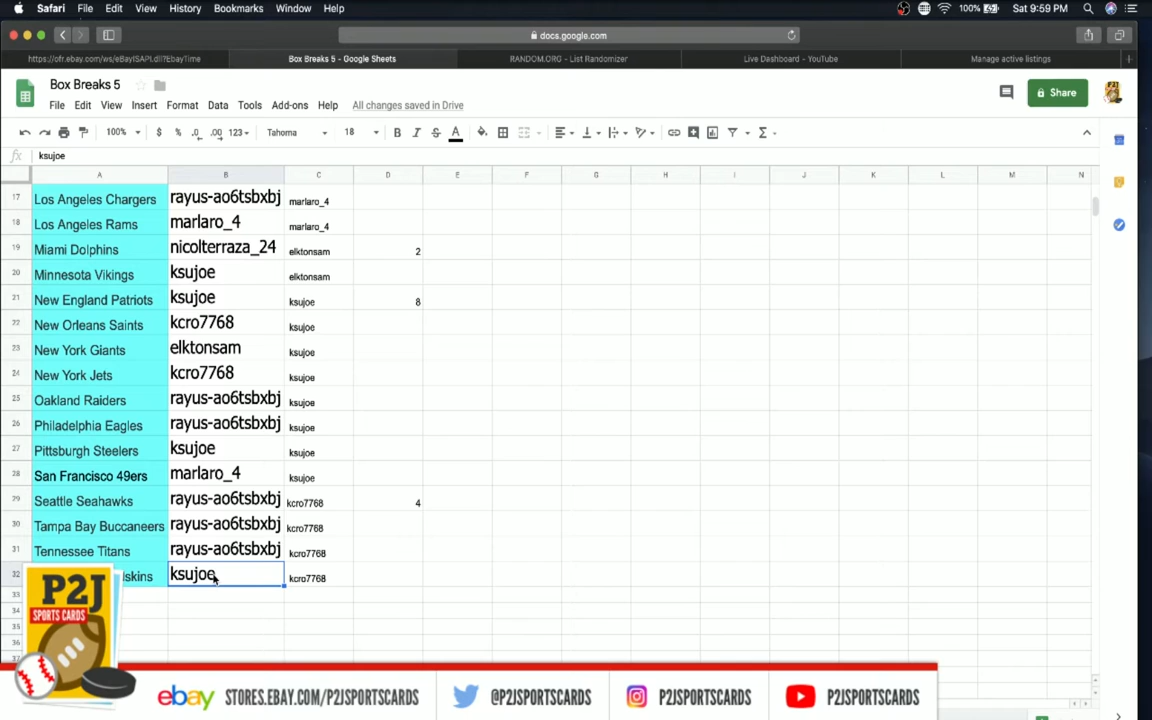 Safari File Edit View History Bookmarks Window Help 100% Sat 9:59 PM
docs.google.com
https://ofr.ebay.com/ws/eBayISAPI.dll?EbayTime Box Breaks 5 - Google Sheets RANDOM.ORG - List Randomizer Live Dashboard - YouTube Manage active listings
Box Breaks 5
File Edit View Insert Format Data Tools Add-ons Help All changes saved in Drive Share
100% $ % .0 .00 123 Tahoma 18 B I S A
fx ksujoe
A B C D E F G H I J K L M N
17 Los Angeles Chargers rayus-ao6tsbxbj marlaro_4
18 Los Angeles Rams marlaro_4 marlaro_4
19 Miami Dolphins nicolterraza_24 elktonsam 2
20 Minnesota Vikings ksujoe elktonsam
21 New England Patriots ksujoe ksujoe 8
22 New Orleans Saints kcro7768 ksujoe
23 New York Giants elktonsam ksujoe
24 New York Jets kcro7768 ksujoe
25 Oakland Raiders rayus-ao6tsbxbj ksujoe
26 Philadelphia Eagles rayus-ao6tsbxbj ksujoe
27 Pittsburgh Steelers ksujoe ksujoe
28 San Francisco 49ers marlaro_4 ksujoe
29 Seattle Seahawks rayus-ao6tsbxbj kcro7768 4
30 Tampa Bay Buccaneers rayus-ao6tsbxbj kcro7768
31 Tennessee Titans rayus-ao6tsbxbj kcro7768
32 skins ksujoe kcro7768
33
34
35
36
P2J
SPORTS CARDS
ebay STORES.EBAY.COM/P2JSPORTSCARDS @P2JSPORTSCARDS P2JSPORTSCARDS P2JSPORTSCARDS